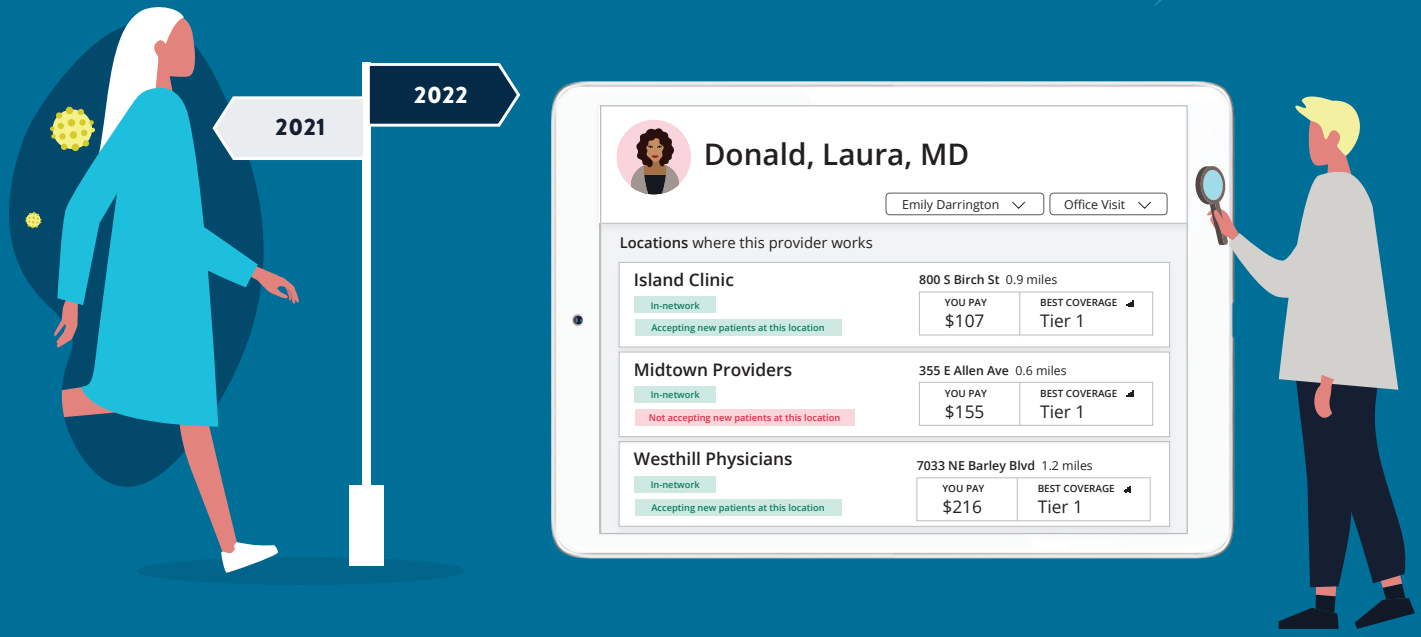 2022
2021
Donald, Laura, MD
Emily Darrington
Office Visit
Locations where this provider works
Island Clinic
In-network
Accepting new patients at this location
800 S Birch St 0.9 miles
YOU PAY
$107
BEST COVERAGE
Tier 1
Midtown Providers
In-network
Not accepting new patients at this location
355 E Allen Ave 0.6 miles
YOU PAY
$155
BEST COVERAGE
Tier 1
Westhill Physicians
In-network
Accepting new patients at this location
7033 NE Barley Blvd 1.2 miles
YOU PAY
$216
BEST COVERAGE
Tier 1